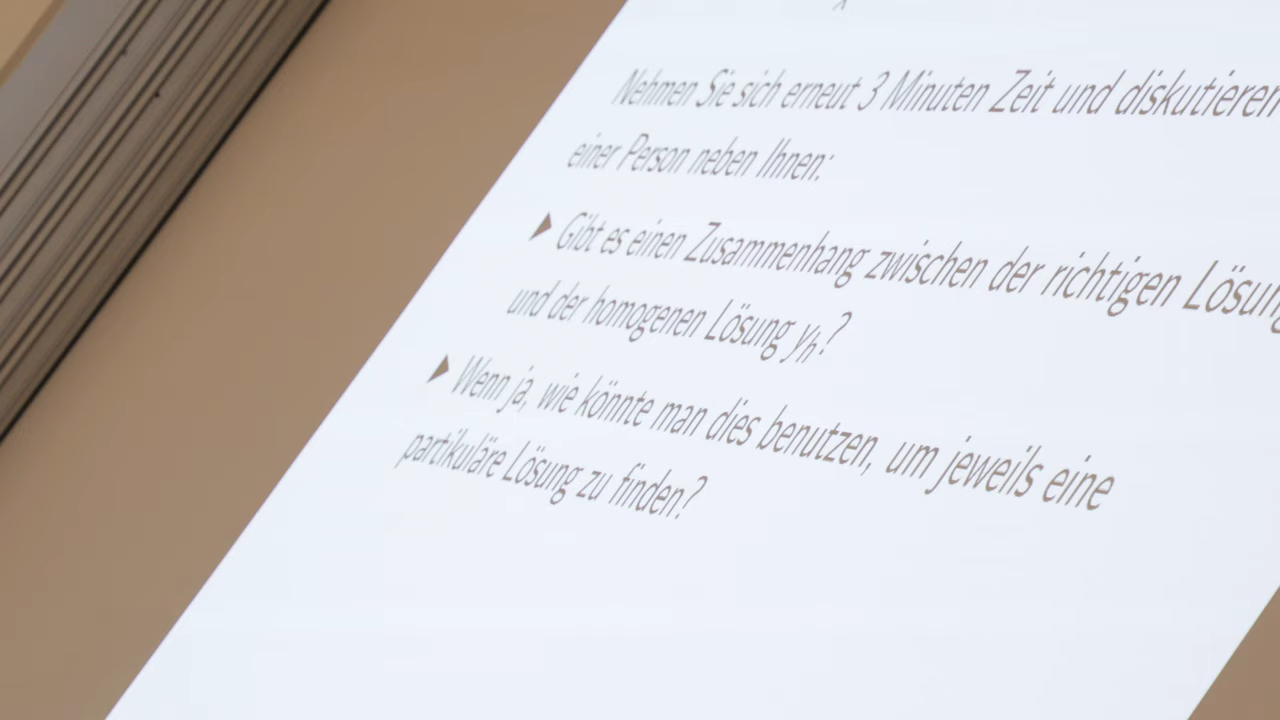 Nehmen Sie sich erneut 3 Minuten Zeit und diskutieren
einer Person neben Ihnen:
▶ Gibt es einen Zusammenhang zwischen der richtigen Lösung
und der homogenen Lösung yₕ?
▶ Wenn ja, wie könnte man dies benutzen, um jeweils eine
partikuläre Lösung zu finden?